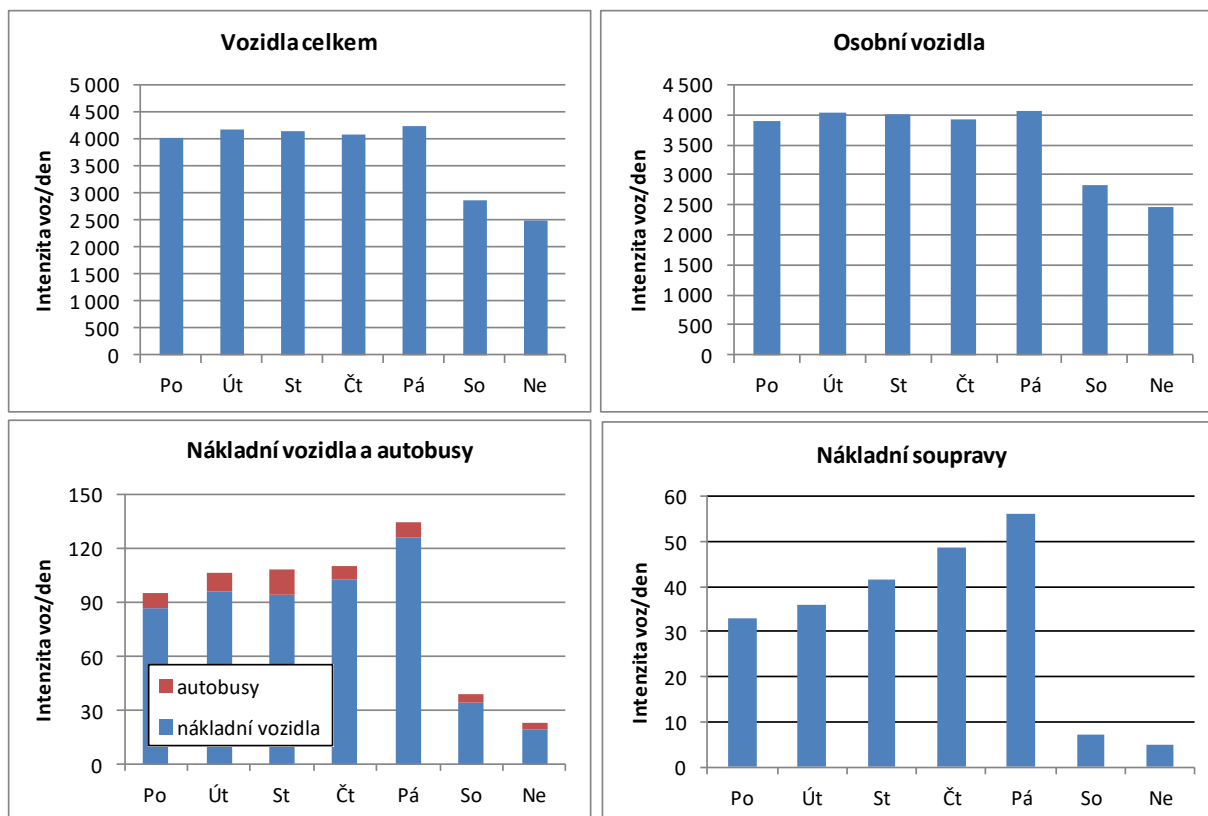 Vozidla celkem
Intenzita voz/den
5 000
4 500
4 000
3 500
3 000
2 500
2 000
1 500
1 000
500
0
Po Út St Čt Pá So Ne
Osobní vozidla
Intenzita voz/den
4 500
4 000
3 500
3 000
2 500
2 000
1 500
1 000
500
0
Po Út St Čt Pá So Ne
Nákladní vozidla a autobusy
Intenzita voz/den
150
120
90
60
30
0
autobusy
nákladní vozidla
Po Út St Čt Pá So Ne
Nákladní soupravy
Intenzita voz/den
60
50
40
30
20
10
0
Po Út St Čt Pá So Ne